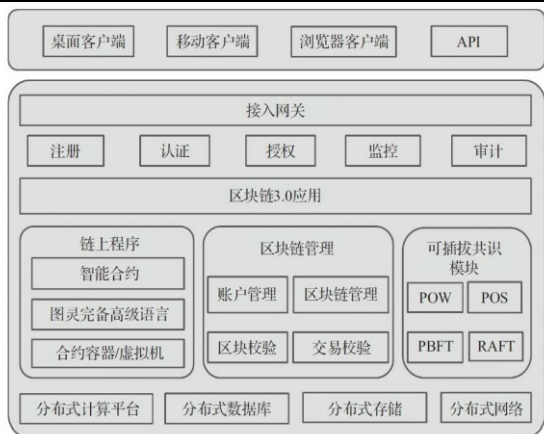 桌面客户端 移动客户端 浏览器客户端 API
接入网关
注册 认证 授权 监控 审计
区块链3.0应用
链上程序
智能合约
图灵完备高级语言
合约容器/虚拟机
区块链管理
账户管理 区块链管理
区块校验 交易校验
可插拔共识
模块
POW POS
PBFT RAFT
分布式计算平台 分布式数据库 分布式存储 分布式网络